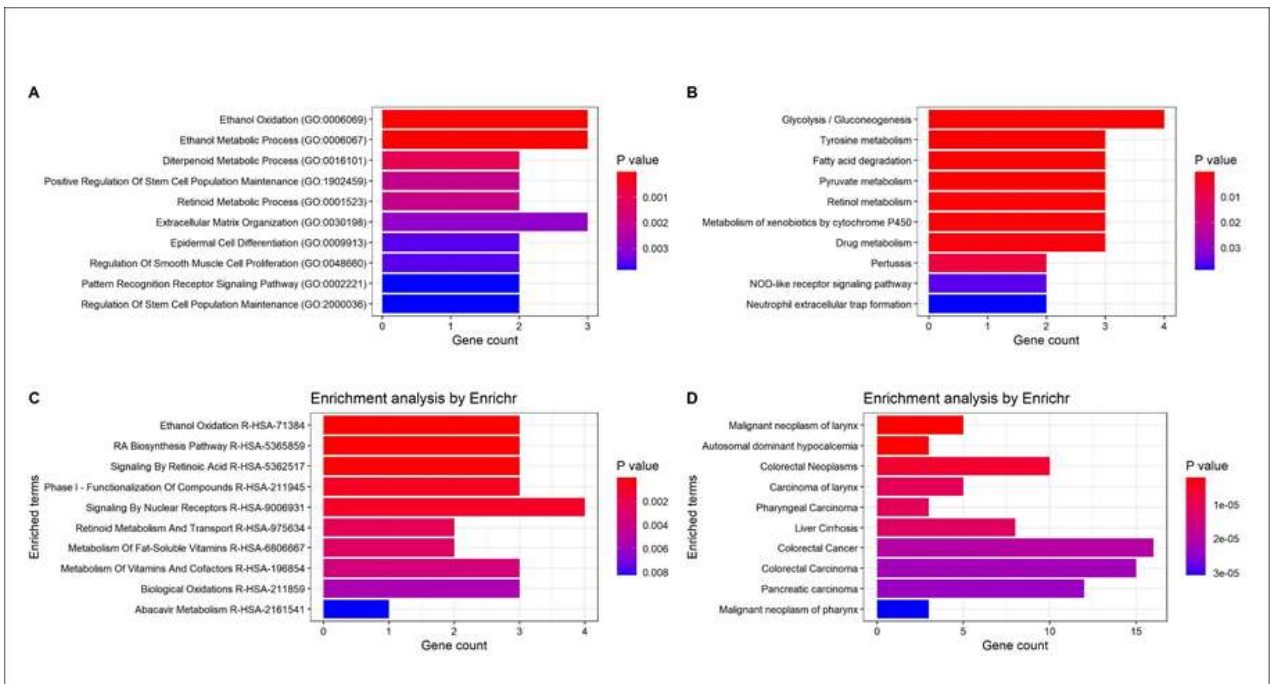 A
Ethanol Oxidation (GO:0006069)
Ethanol Metabolic Process (GO:0006067)
Diterpenoid Metabolic Process (GO:0016101)
Positive Regulation Of Stem Cell Population Maintenance (GO:1902459)
Retinoid Metabolic Process (GO:0001523)
Extracellular Matrix Organization (GO:0030198)
Epidermal Cell Differentiation (GO:0009913)
Regulation Of Smooth Muscle Cell Proliferation (GO:0048660)
Pattern Recognition Receptor Signaling Pathway (GO:0002221)
Regulation Of Stem Cell Population Maintenance (GO:2000036)
0 1 2 3
Gene count
P value
0.001
0.002
0.003
B
Glycolysis / Gluconeogenesis
Tyrosine metabolism
Fatty acid degradation
Pyruvate metabolism
Retinol metabolism
Metabolism of xenobiotics by cytochrome P450
Drug metabolism
Pertussis
NOD-like receptor signaling pathway
Neutrophil extracellular trap formation
0 1 2 3 4
Gene count
P value
0.01
0.02
0.03
C
Enrichment analysis by Enrichr
Enriched terms
Ethanol Oxidation R-HSA-71384
RA Biosynthesis Pathway R-HSA-5365859
Signaling By Retinoic Acid R-HSA-5362517
Phase I - Functionalization Of Compounds R-HSA-211945
Signaling By Nuclear Receptors R-HSA-9006931
Retinoid Metabolism And Transport R-HSA-975634
Metabolism Of Fat-Soluble Vitamins R-HSA-6806667
Metabolism Of Vitamins And Cofactors R-HSA-196854
Biological Oxidations R-HSA-211859
Abacavir Metabolism R-HSA-2161541
0 1 2 3 4
Gene count
P value
0.002
0.004
0.006
0.008
D
Enrichment analysis by Enrichr
Enriched terms
Malignant neoplasm of larynx
Autosomal dominant hypocalcemia
Colorectal Neoplasms
Carcinoma of larynx
Pharyngeal Carcinoma
Liver Cirrhosis
Colorectal Cancer
Colorectal Carcinoma
Pancreatic carcinoma
Malignant neoplasm of pharynx
0 5 10 15
Gene count
P value
1e-05
2e-05
3e-05